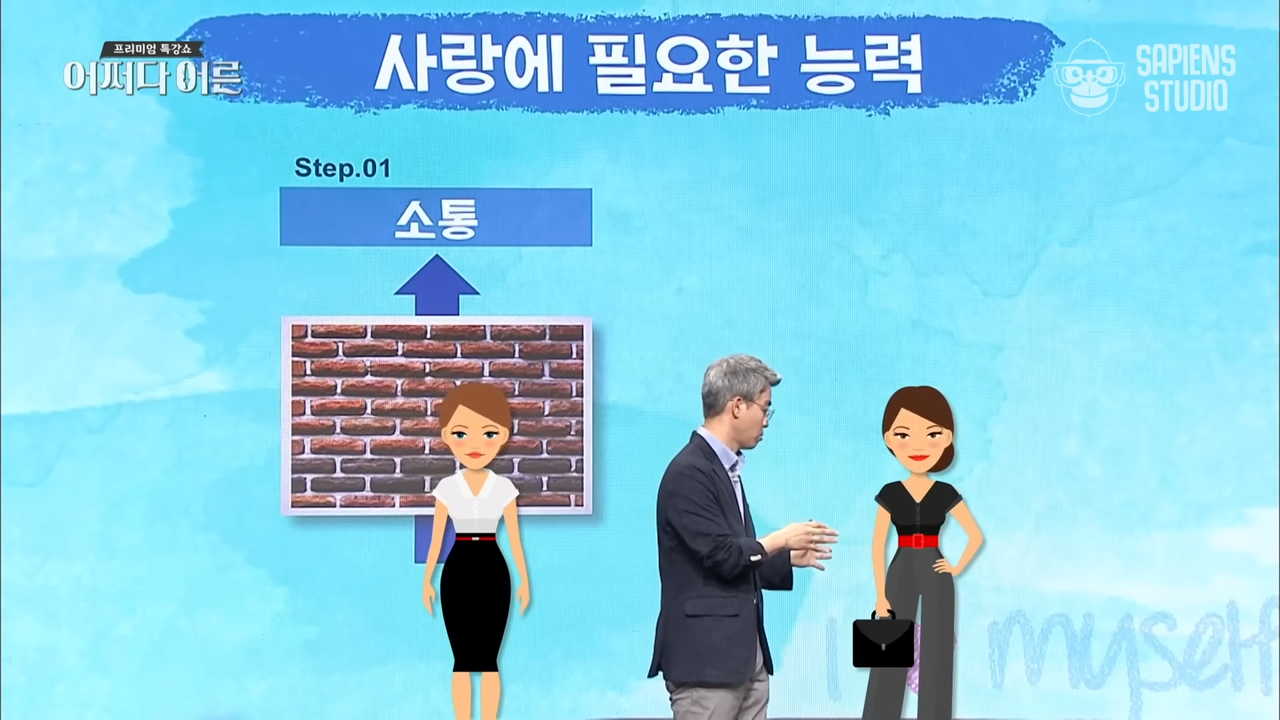 프리미엄 특강쇼
어쩌다 어른
사랑에 필요한 능력
SAPIENS
STUDIO
Step.01
소통
I
myself